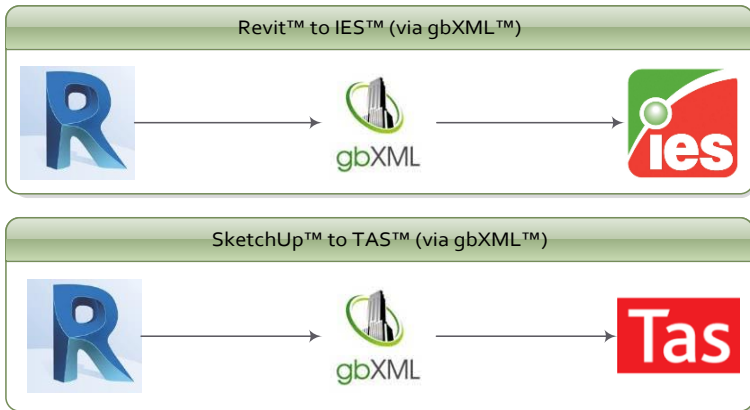 Revit™ to IES™ (via gbXML™)
R
gbXML
ies
SketchUp™ to TAS™ (via gbXML™)
R
gbXML
Tas